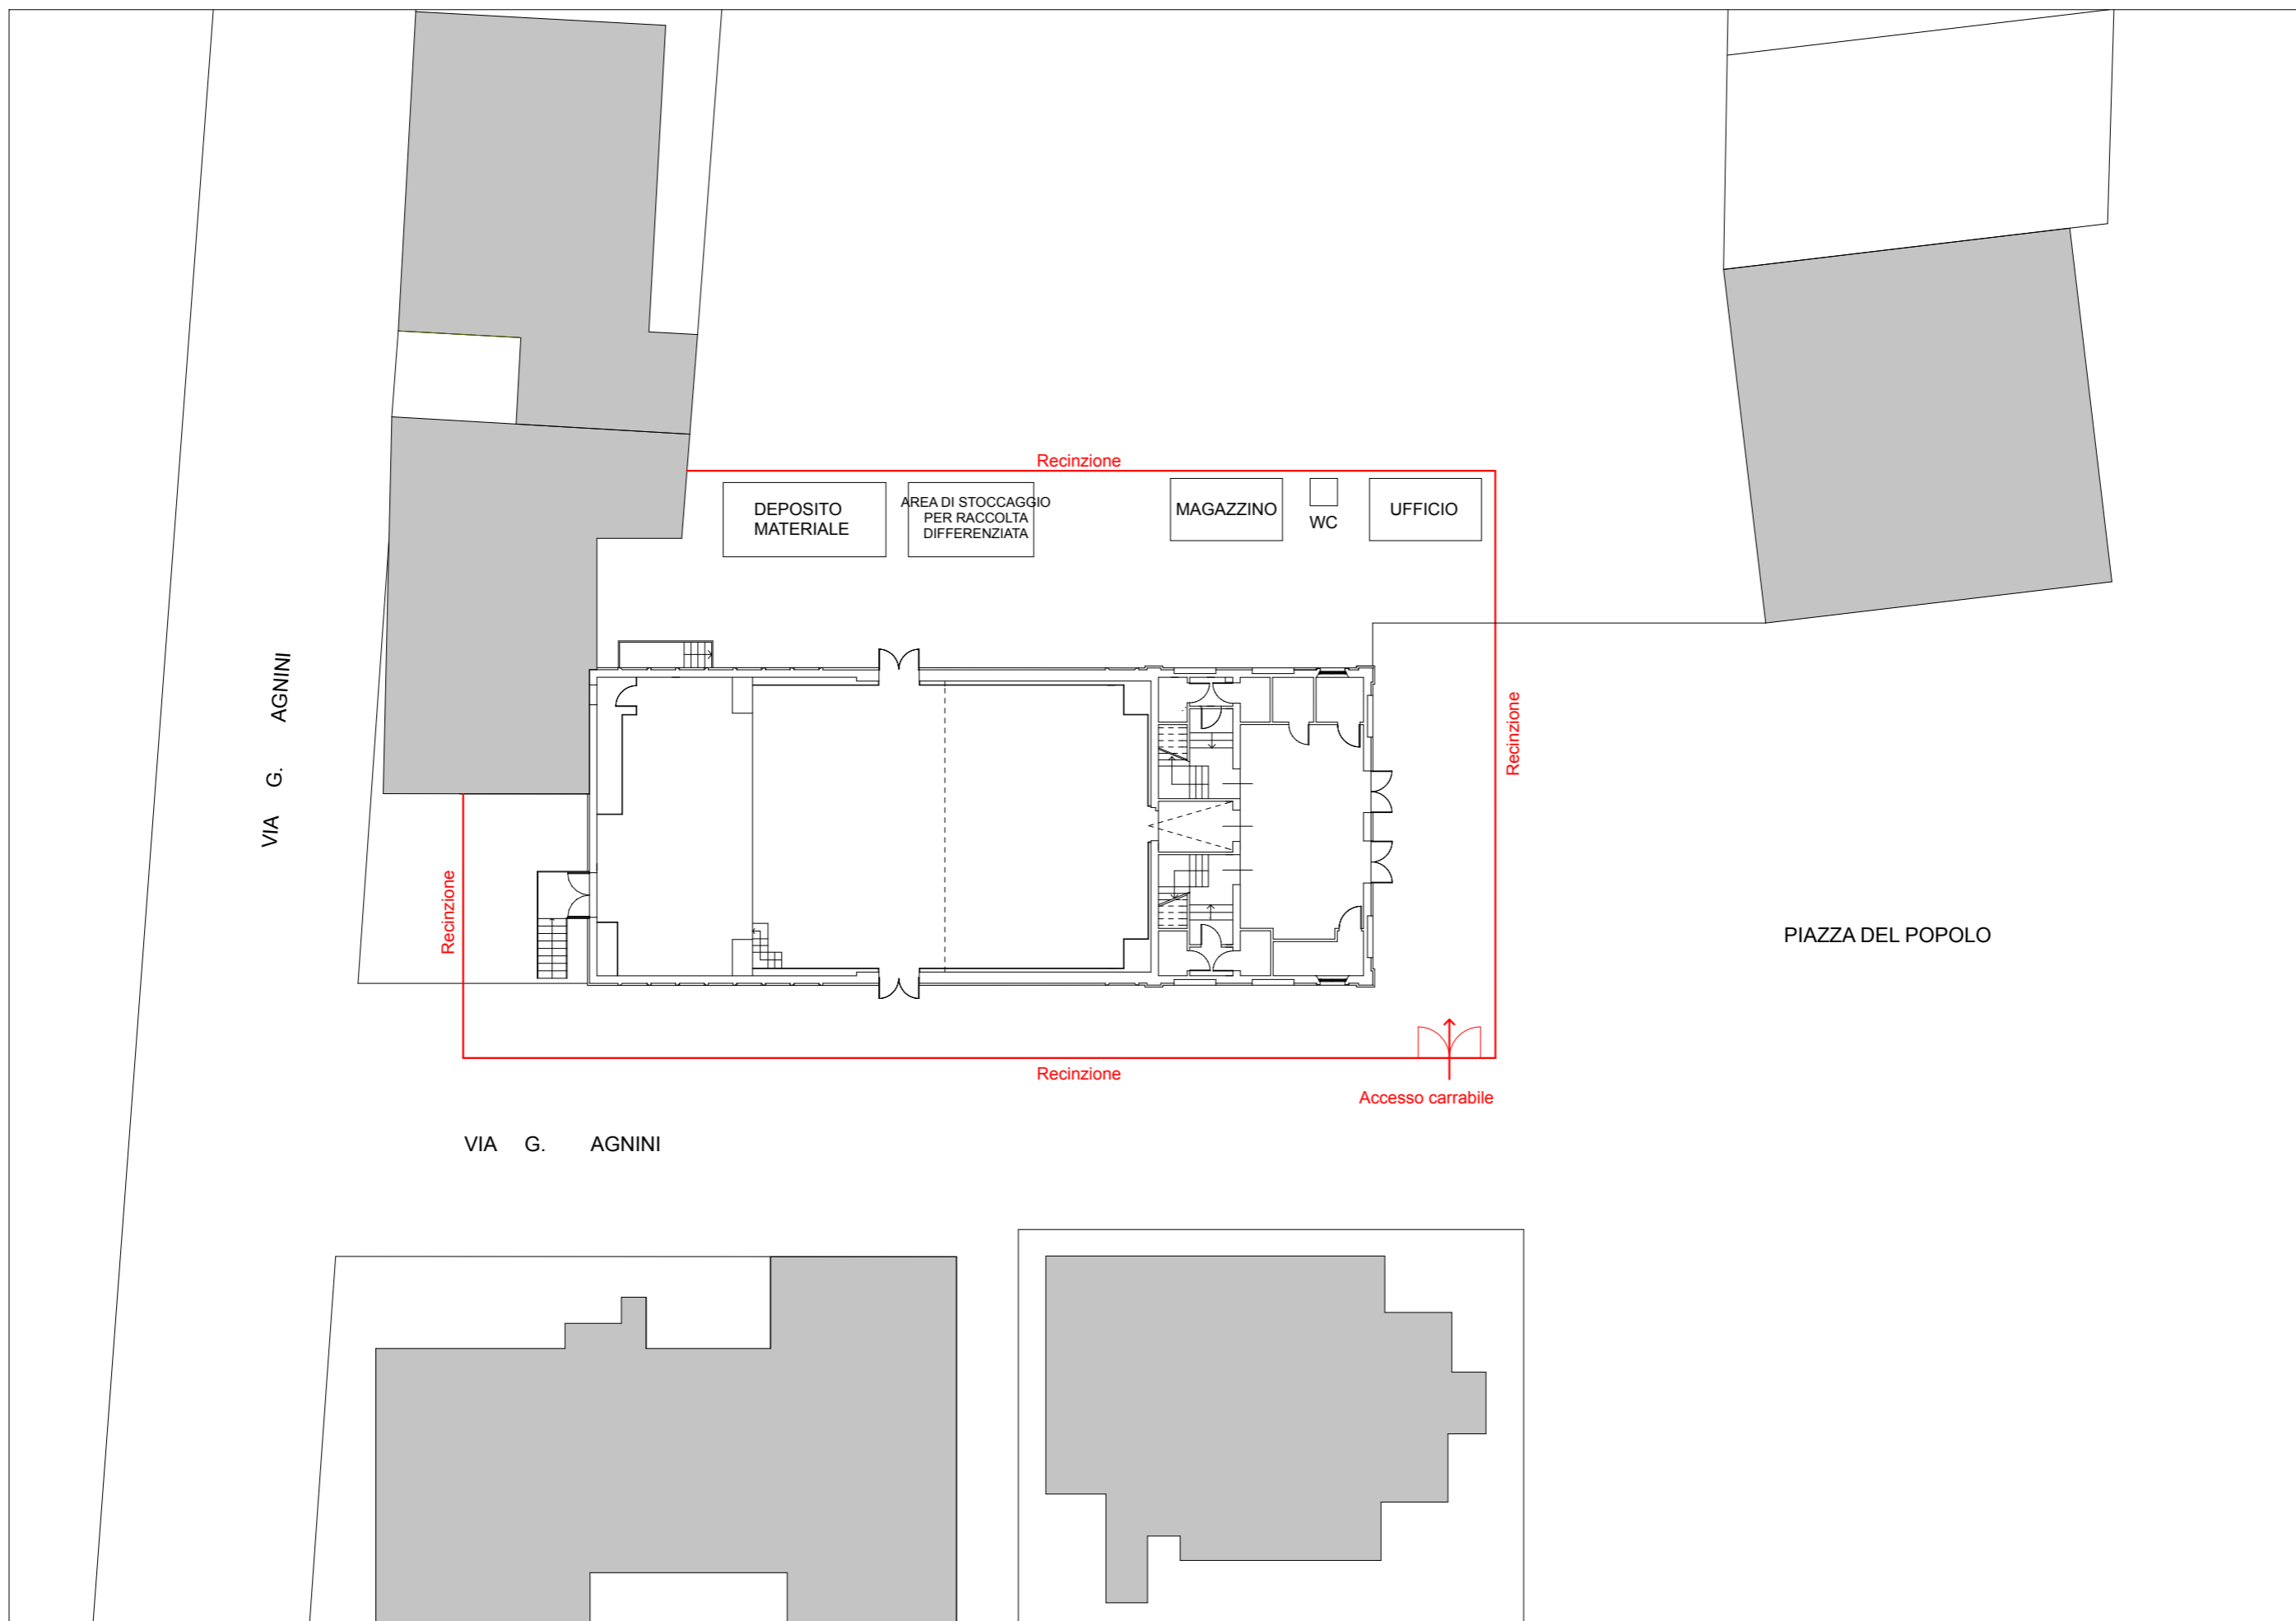 Recinzione
DEPOSITO
MATERIALE
AREA DI STOCCAGGIO
PER RACCOLTA
DIFFERENZIATA
MAGAZZINO
WC
UFFICIO
VIA G. AGNINI
Recinzione
Recinzione
PIAZZA DEL POPOLO
Recinzione
Accesso carrabile
VIA G. AGNINI